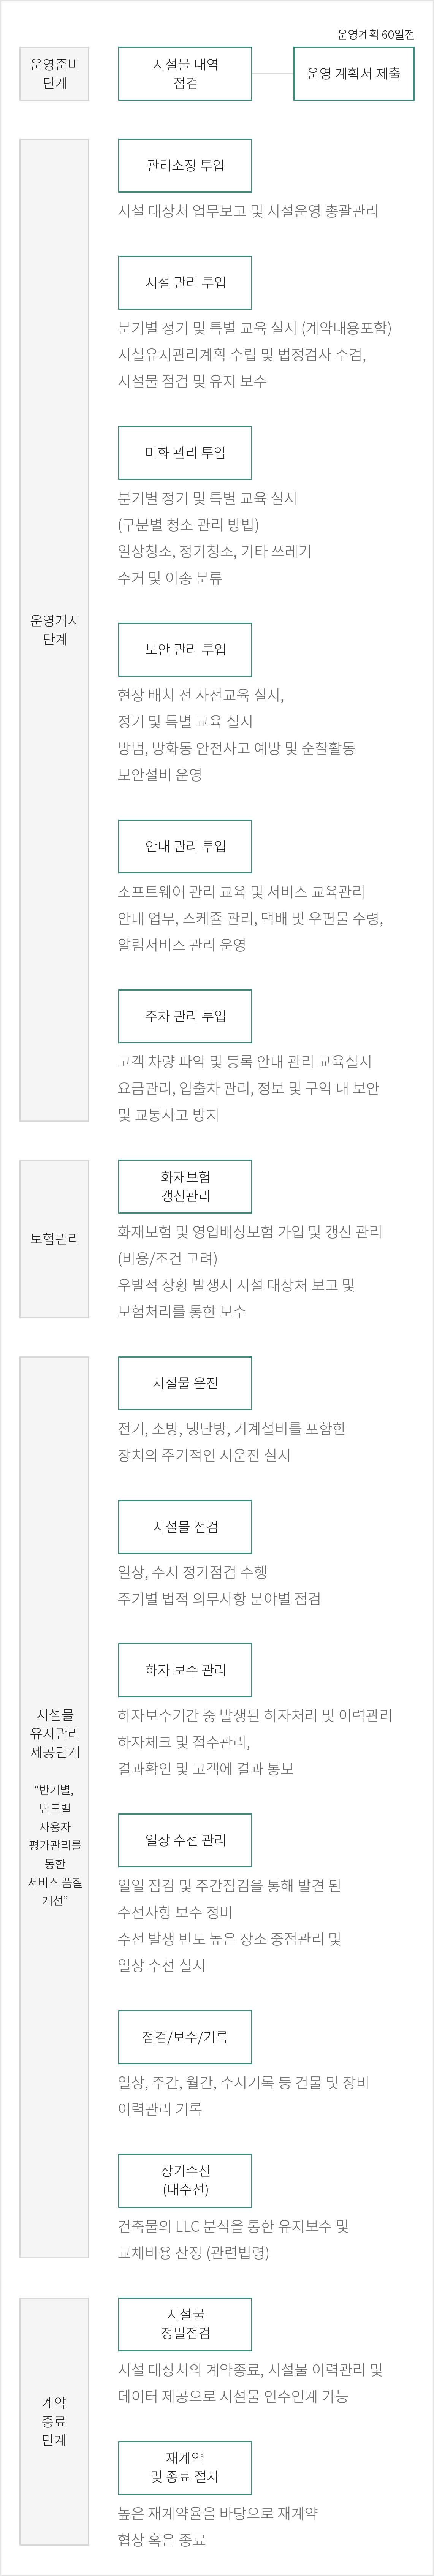 운영계획 60일전
운영준비
단계
시설물 내역
점검
운영 계획서 제출
운영개시
단계
관리소장 투입
시설 대상처 업무보고 및 시설운영 총괄관리
시설 관리 투입
분기별 정기 및 특별 교육 실시 (계약내용포함)
시설유지관리계획 수립 및 법정검사 수검,
시설물 점검 및 유지 보수
미화 관리 투입
분기별 정기 및 특별 교육 실시
(구분별 청소 관리 방법)
일상청소, 정기청소, 기타 쓰레기
수거 및 이송 분류
보안 관리 투입
현장 배치 전 사전교육 실시,
정기 및 특별 교육 실시
방범, 방화동 안전사고 예방 및 순찰활동
보안설비 운영
안내 관리 투입
소프트웨어 관리 교육 및 서비스 교육관리
안내 업무, 스케쥴 관리, 택배 및 우편물 수령,
알림서비스 관리 운영
주차 관리 투입
고객 차량 파악 및 등록 안내 관리 교육실시
요금관리, 입출차 관리, 정보 및 구역 내 보안
및 교통사고 방지
보험관리
화재보험
갱신관리
화재보험 및 영업배상보험 가입 및 갱신 관리
(비용/조건 고려)
우발적 상황 발생시 시설 대상처 보고 및
보험처리를 통한 보수
시설물
유지관리
제공단계
“반기별,
년도별
사용자
평가관리를
통한
서비스 품질
개선”
시설물 운전
전기, 소방, 냉난방, 기계설비를 포함한
장치의 주기적인 시운전 실시
시설물 점검
일상, 수시 정기점검 수행
주기별 법적 의무사항 분야별 점검
하자 보수 관리
하자보수기간 중 발생된 하자처리 및 이력관리
하자체크 및 접수관리,
결과확인 및 고객에 결과 통보
일상 수선 관리
일일 점검 및 주간점검을 통해 발견 된
수선사항 보수 정비
수선 발생 빈도 높은 장소 중점관리 및
일상 수선 실시
점검/보수/기록
일상, 주간, 월간, 수시기록 등 건물 및 장비
이력관리 기록
장기수선
(대수선)
건축물의 LLC 분석을 통한 유지보수 및
교체비용 산정 (관련법령)
계약
종료
단계
시설물
정밀점검
시설 대상처의 계약종료, 시설물 이력관리 및
데이터 제공으로 시설물 인수인계 가능
재계약
및 종료 절차
높은 재계약율을 바탕으로 재계약
협상 혹은 종료